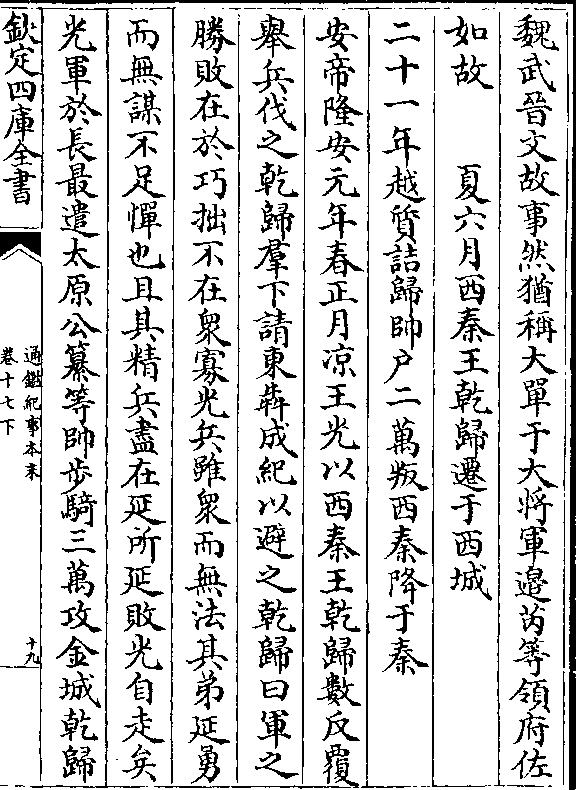 魏武晉文故事然猶稱大單于大將軍邉芮等領府佐
如故　　夏六月西秦王乾歸遷于西城
二十一年越質詰歸帥户二萬叛西秦降于秦
安帝隆安元年春正月凉王光以西秦王乾歸數反覆
舉兵伐之乾歸羣下請東奔成紀以避之乾歸曰軍之
勝敗在於巧拙不在衆寡光兵雖衆而無法其弟延勇
而無謀不足憚也且其精兵盡在延所延敗光自走矣
光軍於長最遣太原公纂等帥步騎三萬攻金城乾歸
欽定四庫全書
通鑑紀事本末
卷十七下
十九